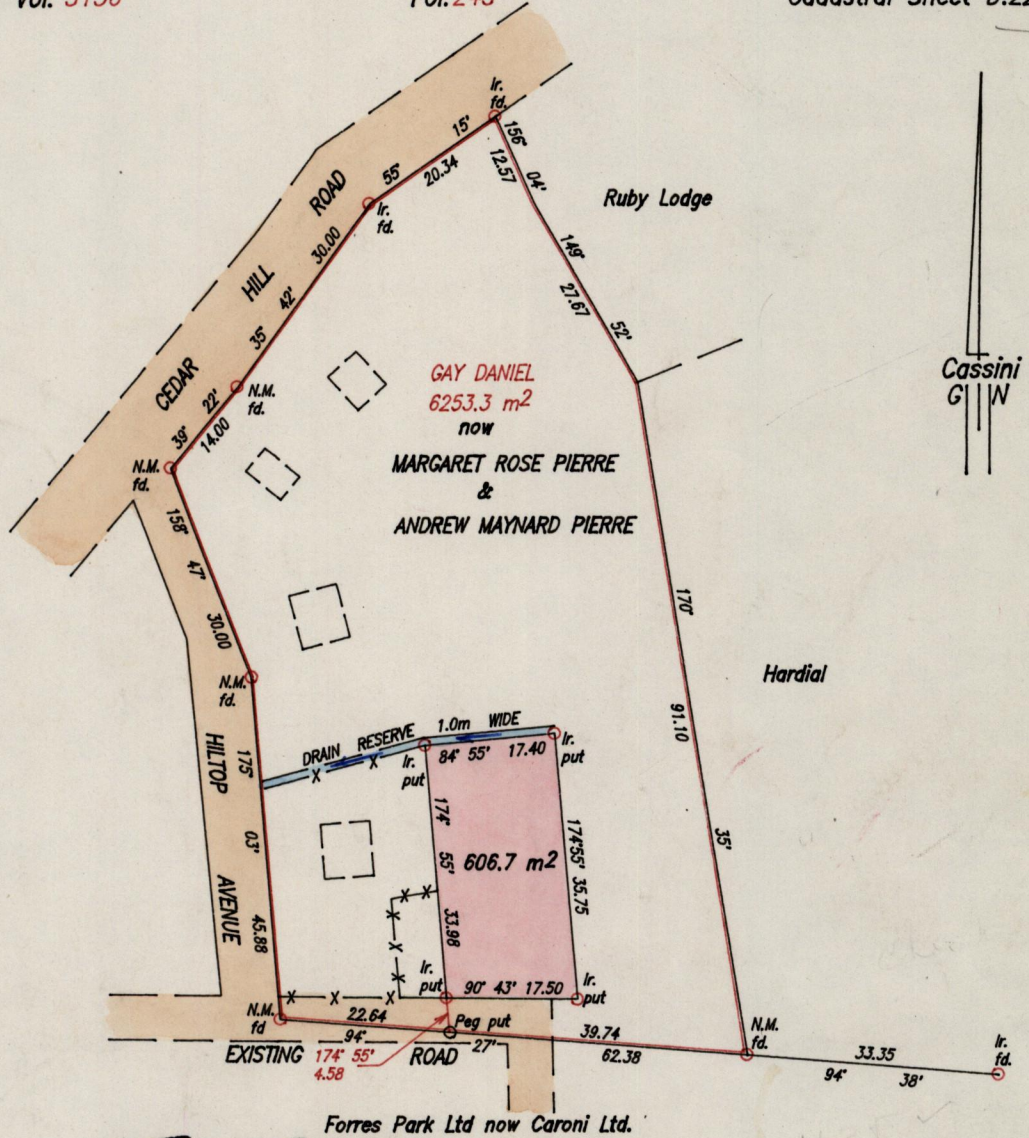 Vol. 5150
Fol. 243
Ir.
fd.
15'
156°
55°
20.34
12.57
04'
Ruby Lodge
ROAD
Ir.
fd.
30.00
149°
HILL
42'
27.67
35°
52'
CEDAR
22'
N.M.
fd.
GAY DANIEL
6253.3 m²
now
Cassini
G N
39°
14.00
MARGARET ROSE PIERRE
&
ANDREW MAYNARD PIERRE
N.M.
fd.
158°
47'
30.00
170°
N.M.
fd.
Hardial
91.10
HILTOP
175°
DRAIN RESERVE 1.0m WIDE
84° 55' 17.40
Ir.
put
Ir.
put
174°
03'
35'
55'
606.7 m²
174°55' 35.75
AVENUE
45.88
33.98
Ir.
put
90° 43' 17.50
Ir.
put
N.M.
fd
22.64
Peg put
39.74
N.M.
fd.
Ir.
fd.
94°
27'
62.38
33.35
EXISTING
174° 55'
4.58
ROAD
94°
38'
Forres Park Ltd now Caroni Ltd.